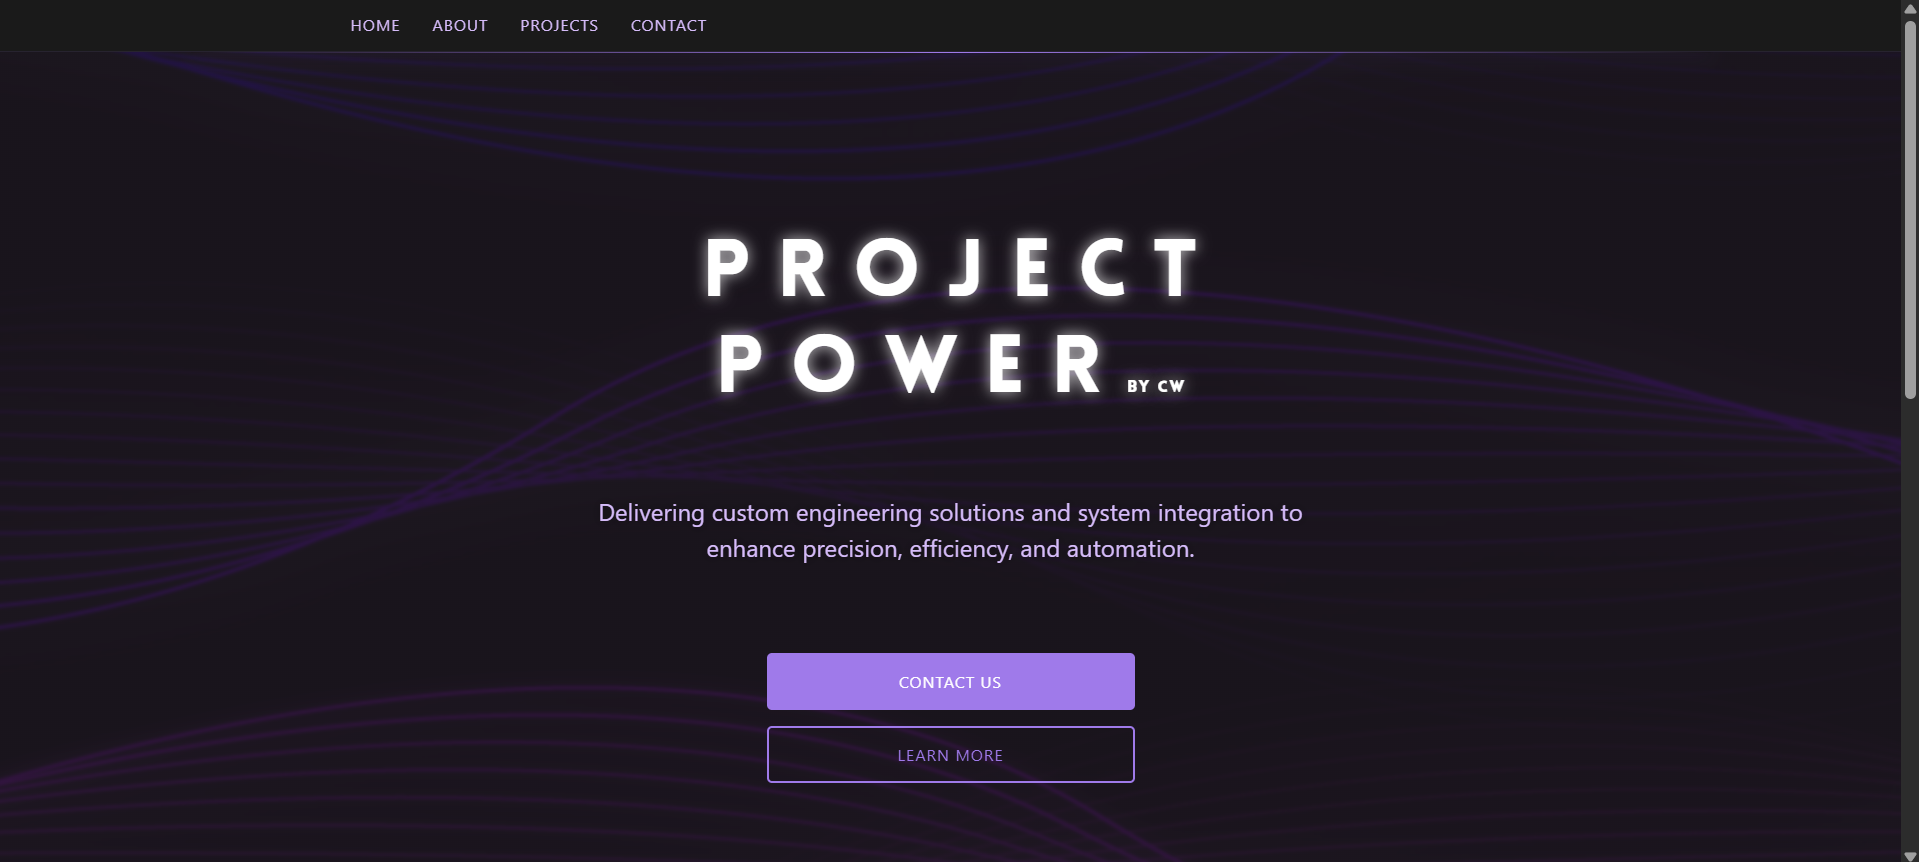 HOME ABOUT PROJECTS CONTACT
PROJECT
POWER BY CW
Delivering custom engineering solutions and system integration to
enhance precision, efficiency, and automation.
CONTACT US
LEARN MORE